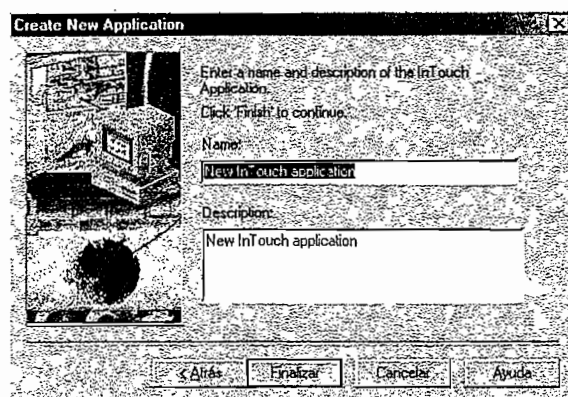 Create New Application
Enter a name and description of the InTouch
Application.
Click 'Finish' to continue.
Name:
New InTouch application
Description:
New InTouch application
< Atrás
Finalizar
Cancelar
Ayuda